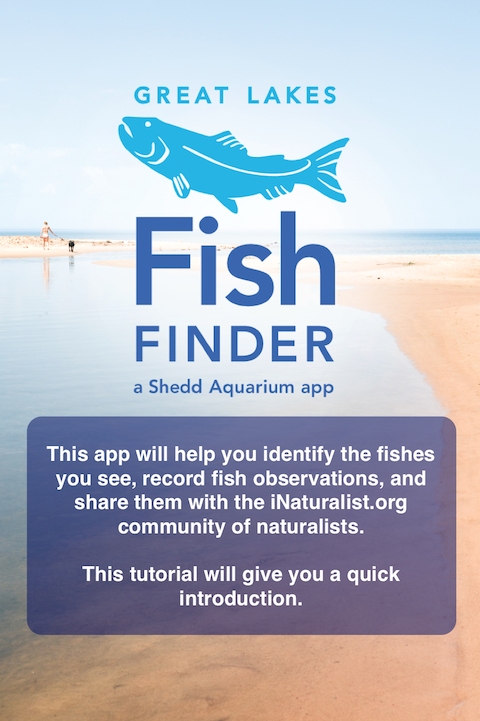 GREAT LAKES
Fish
FINDER
a Shedd Aquarium app
This app will help you identify the fishes
you see, record fish observations, and
share them with the iNaturalist.org
community of naturalists.
This tutorial will give you a quick
introduction.